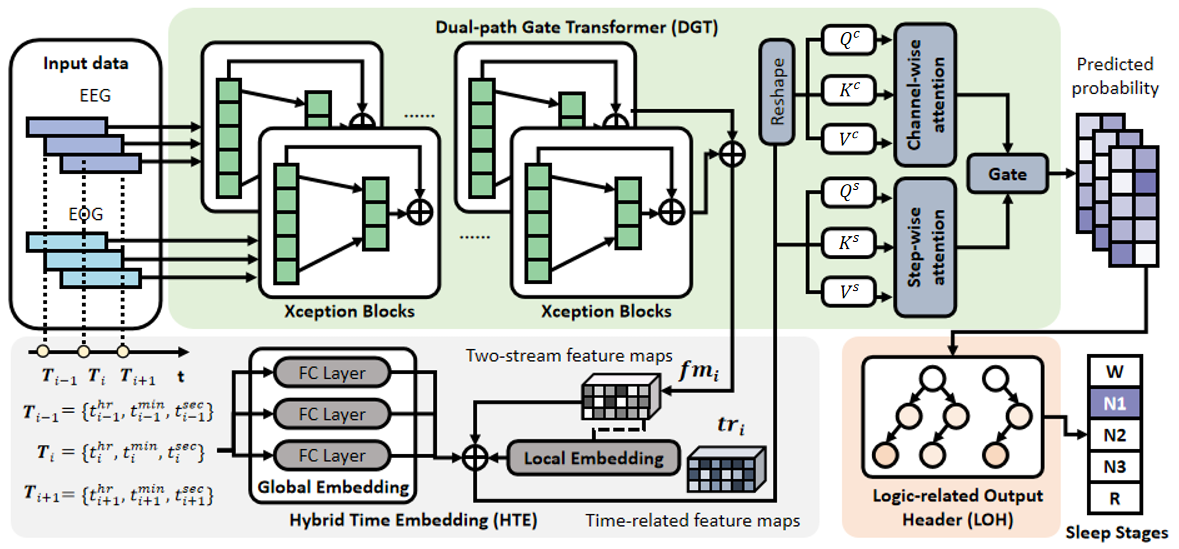 Dual-path Gate Transformer (DGT)
Input data
EEG
EOG
......
......
Xception Blocks
Xception Blocks
Reshape
Q^c
K^c
V^c
Channel-wise attention
Q^s
K^s
V^s
Step-wise attention
Gate
Predicted
probability
T_{i-1} T_i T_{i+1} t
T_{i-1} = {t_{i-1}^{hr}, t_{i-1}^{min}, t_{i-1}^{sec}}
T_i = {t_i^{hr}, t_i^{min}, t_i^{sec}}
T_{i+1} = {t_{i+1}^{hr}, t_{i+1}^{min}, t_{i+1}^{sec}}
FC Layer
FC Layer
FC Layer
Global Embedding
Hybrid Time Embedding (HTE)
Two-stream feature maps
fm_i
tr_i
Local Embedding
Time-related feature maps
Logic-related Output
Header (LOH)
W
N1
N2
N3
R
Sleep Stages